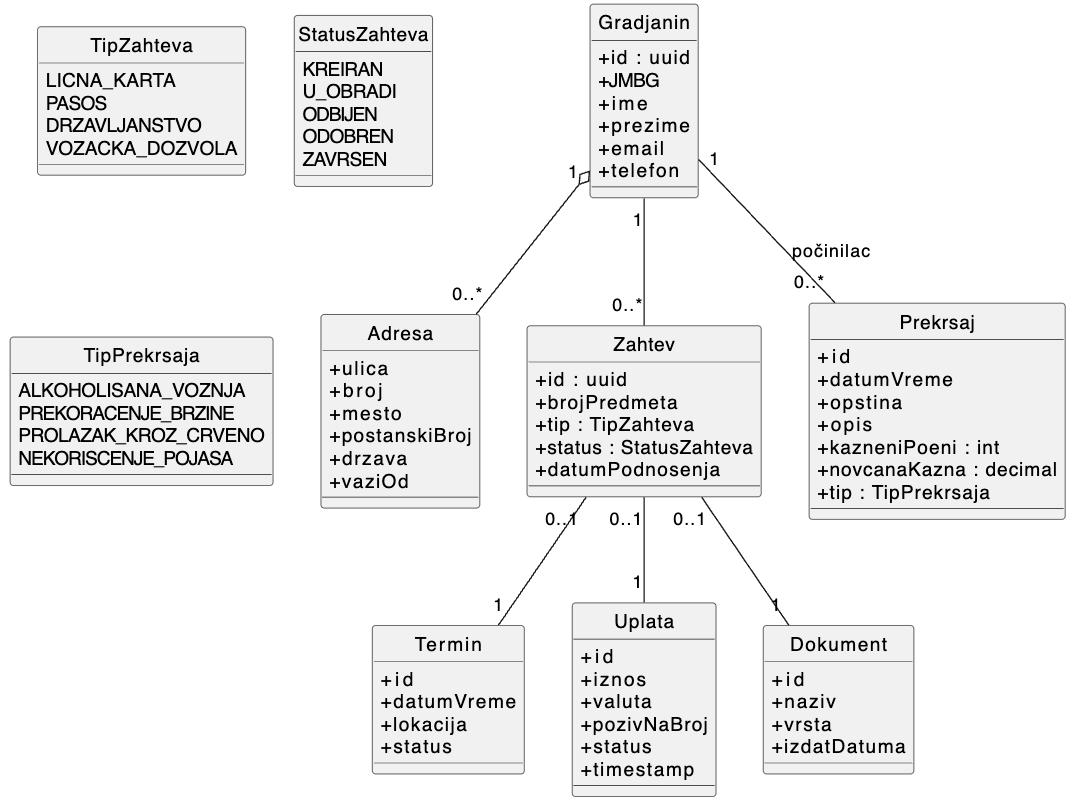 TipZahteva
LICNA_KARTA
PASOS
DRZAVLJANSTVO
VOZACKA_DOZVOLA
StatusZahteva
KREIRAN
U_OBRADI
ODBIJEN
ODOBREN
ZAVRSEN
Gradjanin
+id : uuid
+JMBG
+ime
+prezime
+email
+telefon
1
1
1
počinilac
0..*
0..*
0..*
TipPrekrsaja
ALKOHOLISANA_VOZNJA
PREKORACENJE_BRZINE
PROLAZAK_KROZ_CRVENO
NEKORISCENJE_POJASA
Adresa
+ulica
+broj
+mesto
+postanskiBroj
+drzava
+vaziOd
Zahtev
+id : uuid
+brojPredmeta
+tip : TipZahteva
+status : StatusZahteva
+datumPodnosenja
Prekrsaj
+id
+datumVreme
+opstina
+opis
+kazneniPoeni : int
+novcanaKazna : decimal
+tip : TipPrekrsaja
0..1
0..1
0..1
1
1
1
Termin
+id
+datumVreme
+lokacija
+status
Uplata
+id
+iznos
+valuta
+pozivNaBroj
+status
+timestamp
Dokument
+id
+naziv
+vrsta
+izdatDatuma